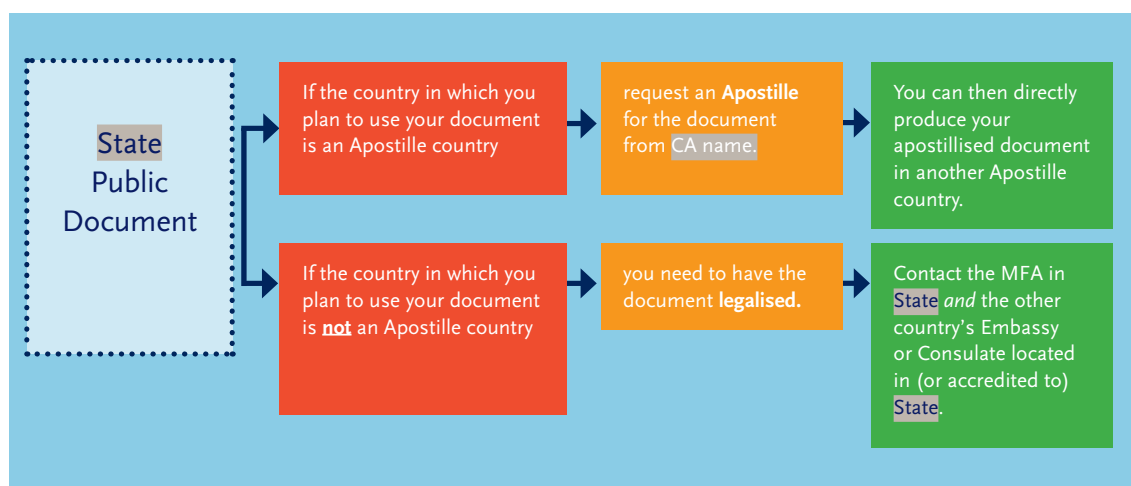 State
Public
Document
If the country in which you
plan to use your document
is an Apostille country
request an Apostille
for the document
from CA name.
You can then directly
produce your
apostillised document
in another Apostille
country.
If the country in which you
plan to use your document
is not an Apostille country
you need to have the
document legalised.
Contact the MFA in
State and the other
country’s Embassy
or Consulate located
in (or accredited to)
State.